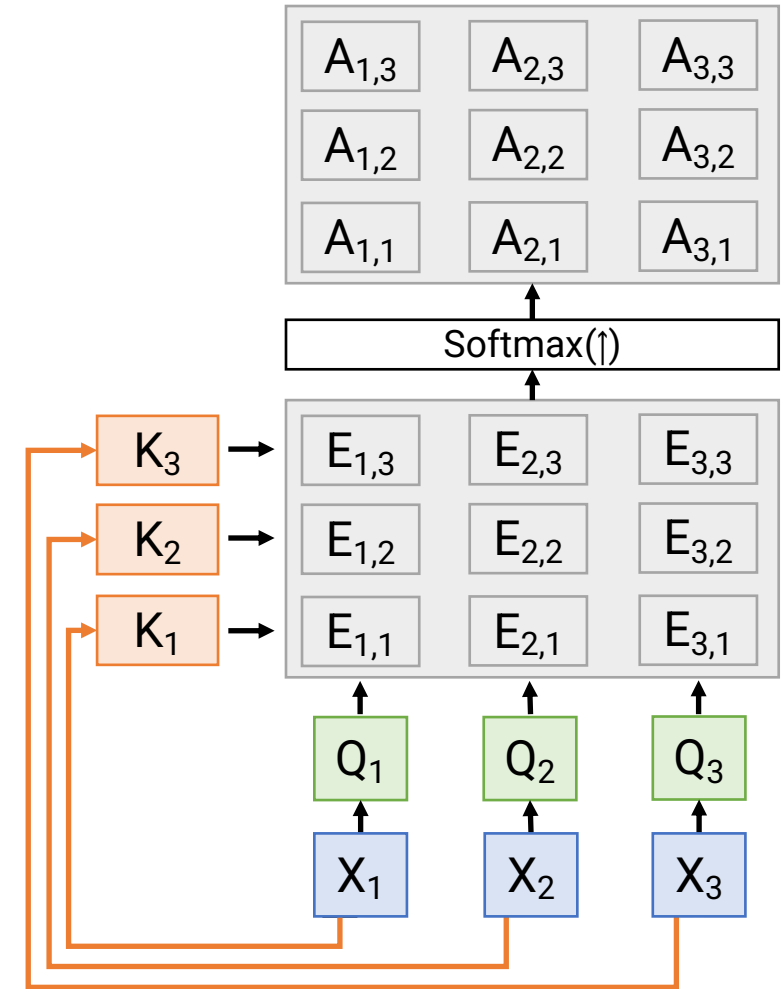 A1,3 A2,3 A3,3
A1,2 A2,2 A3,2
A1,1 A2,1 A3,1
Softmax(↑)
K3 E1,3 E2,3 E3,3
K2 E1,2 E2,2 E3,2
K1 E1,1 E2,1 E3,1
Q1 Q2 Q3
X1 X2 X3